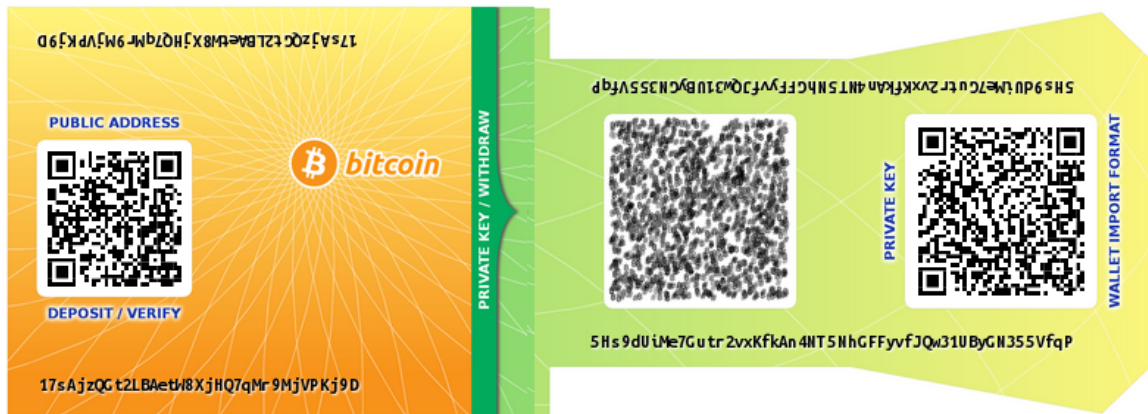 17sAjzQGt2LBAetW8XjHQ7qMr9MjVPKj9D
PUBLIC ADDRESS
bitcoin
DEPOSIT / VERIFY
17sAjzQGt2LBAetW8XjHQ7qMr9MjVPKj9D
PRIVATE KEY / WITHDRAW
5Hs9dUiMe7Gutr2vxKfkAn4NT5NhGFFyvfJQw31UByGN355VfqP
PRIVATE KEY
WALLET IMPORT FORMAT
5Hs9dUiMe7Gutr2vxKfkAn4NT5NhGFFyvfJQw31UByGN355VfqP